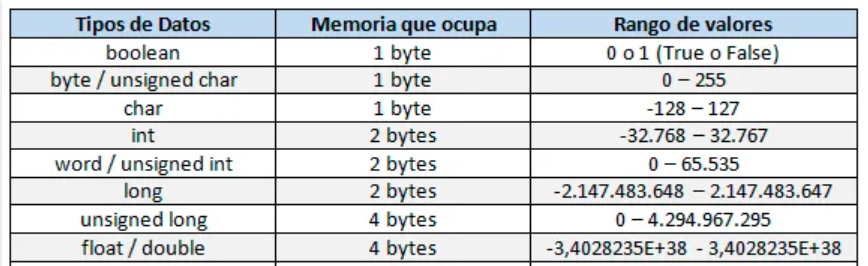 Tipos de Datos Memoria que ocupa Rango de valores
boolean 1 byte 0 o 1 (True o False)
byte / unsigned char 1 byte 0 – 255
char 1 byte -128 – 127
int 2 bytes -32.768 – 32.767
word / unsigned int 2 bytes 0 – 65.535
long 2 bytes -2.147.483.648 – 2.147.483.647
unsigned long 4 bytes 0 – 4.294.967.295
float / double 4 bytes -3,4028235E+38 - 3,4028235E+38